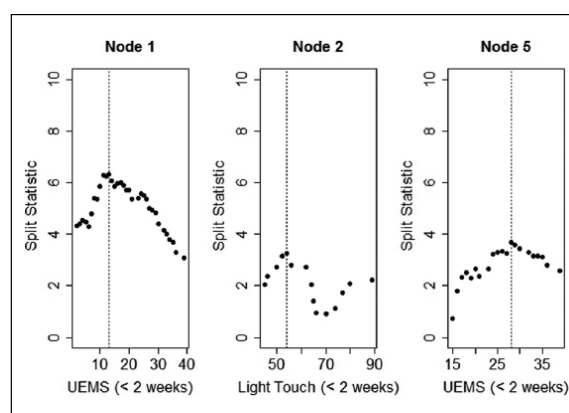 Node 1
Node 2
Node 5
Split Statistic
0 2 4 6 8 10
10 20 30 40
UEMS (< 2 weeks)
Split Statistic
0 2 4 6 8 10
50 70 90
Light Touch (< 2 weeks)
Split Statistic
0 2 4 6 8 10
15 25 35
UEMS (< 2 weeks)